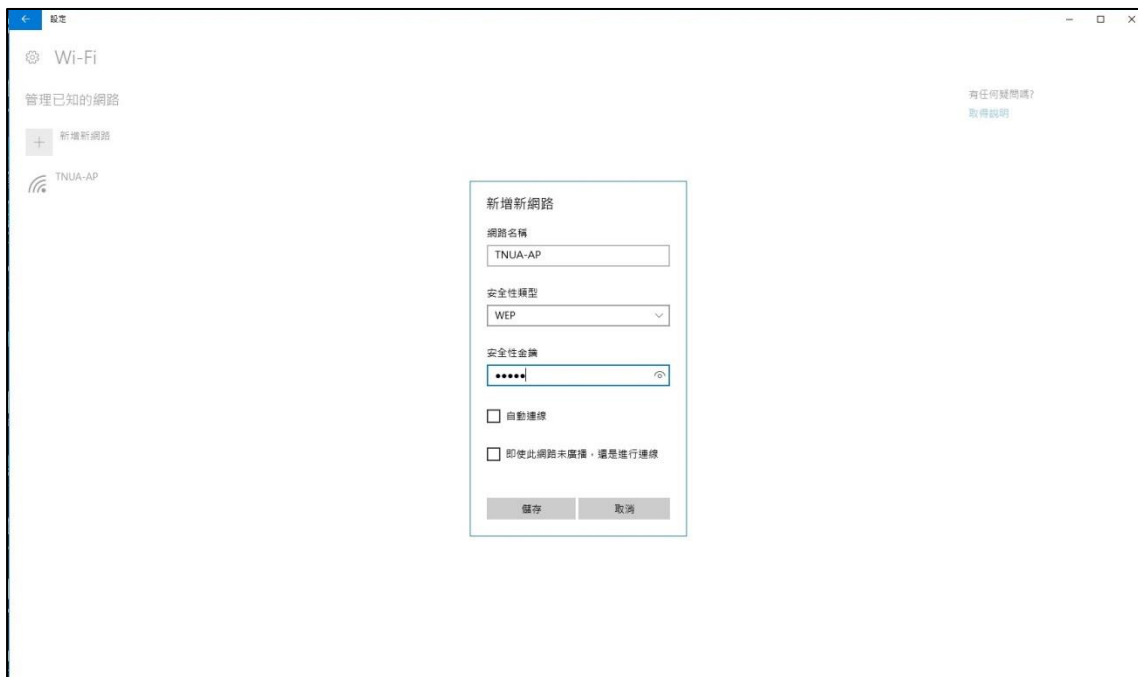 設定
Wi-Fi
管理已知的網路
新增新網路
TNUA-AP
有任何疑問嗎?
取得說明
新增新網路
網路名稱
TNUA-AP
安全性類型
WEP
安全性金鑰
•••••
自動連線
即使此網路未廣播，還是進行連線
儲存
取消